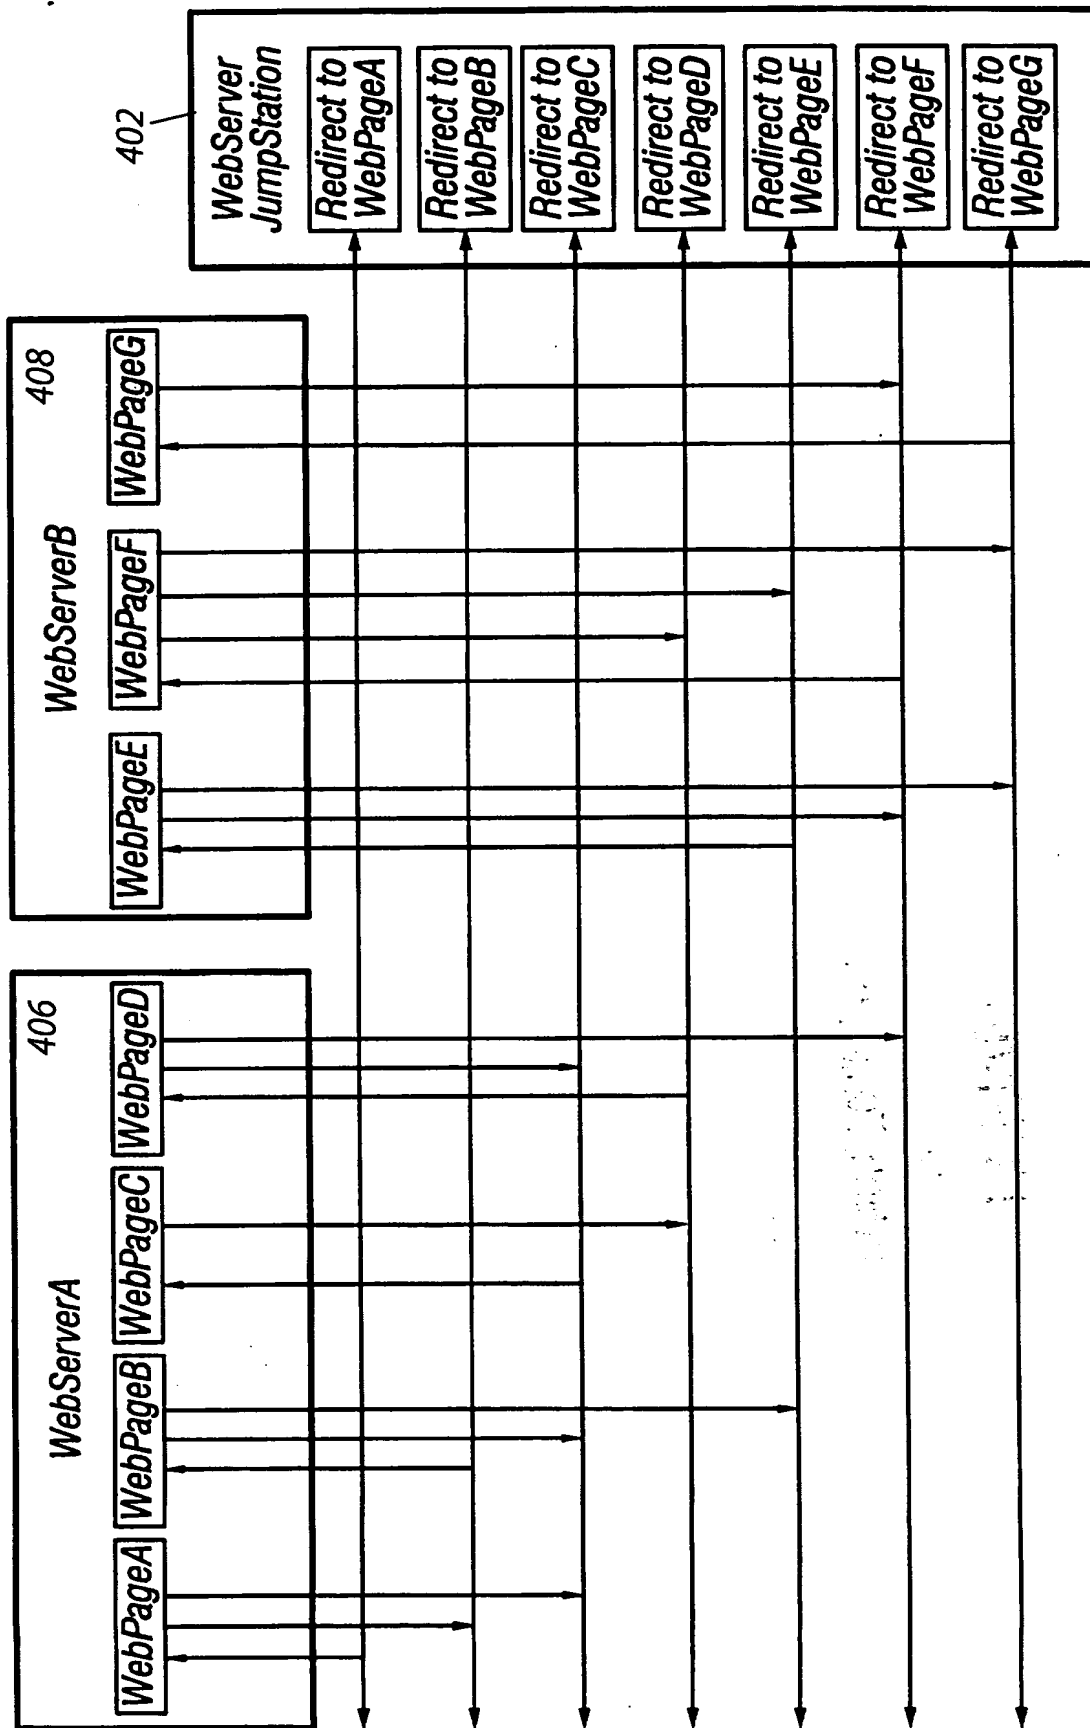 WebServerA
406
WebPageA
WebPageB
WebPageC
WebPageD
WebServerB
408
WebPageE
WebPageF
WebPageG
402
WebServer
JumpStation
Redirect to
WebPageA
Redirect to
WebPageB
Redirect to
WebPageC
Redirect to
WebPageD
Redirect to
WebPageE
Redirect to
WebPageF
Redirect to
WebPageG